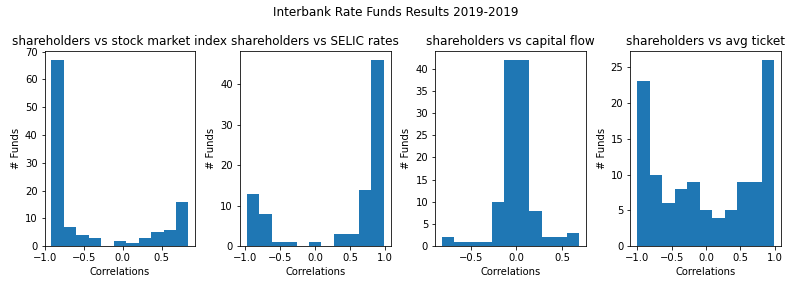 Interbank Rate Funds Results 2019-2019
shareholders vs stock market index
# Funds
70
60
50
40
30
20
10
0
−1.0 −0.5 0.0 0.5
Correlations
shareholders vs SELIC rates
# Funds
40
30
20
10
0
−1.0 −0.5 0.0 0.5 1.0
Correlations
shareholders vs capital flow
# Funds
40
35
30
25
20
15
10
5
0
−0.5 0.0 0.5
Correlations
shareholders vs avg ticket
# Funds
25
20
15
10
5
0
−1.0 −0.5 0.0 0.5 1.0
Correlations